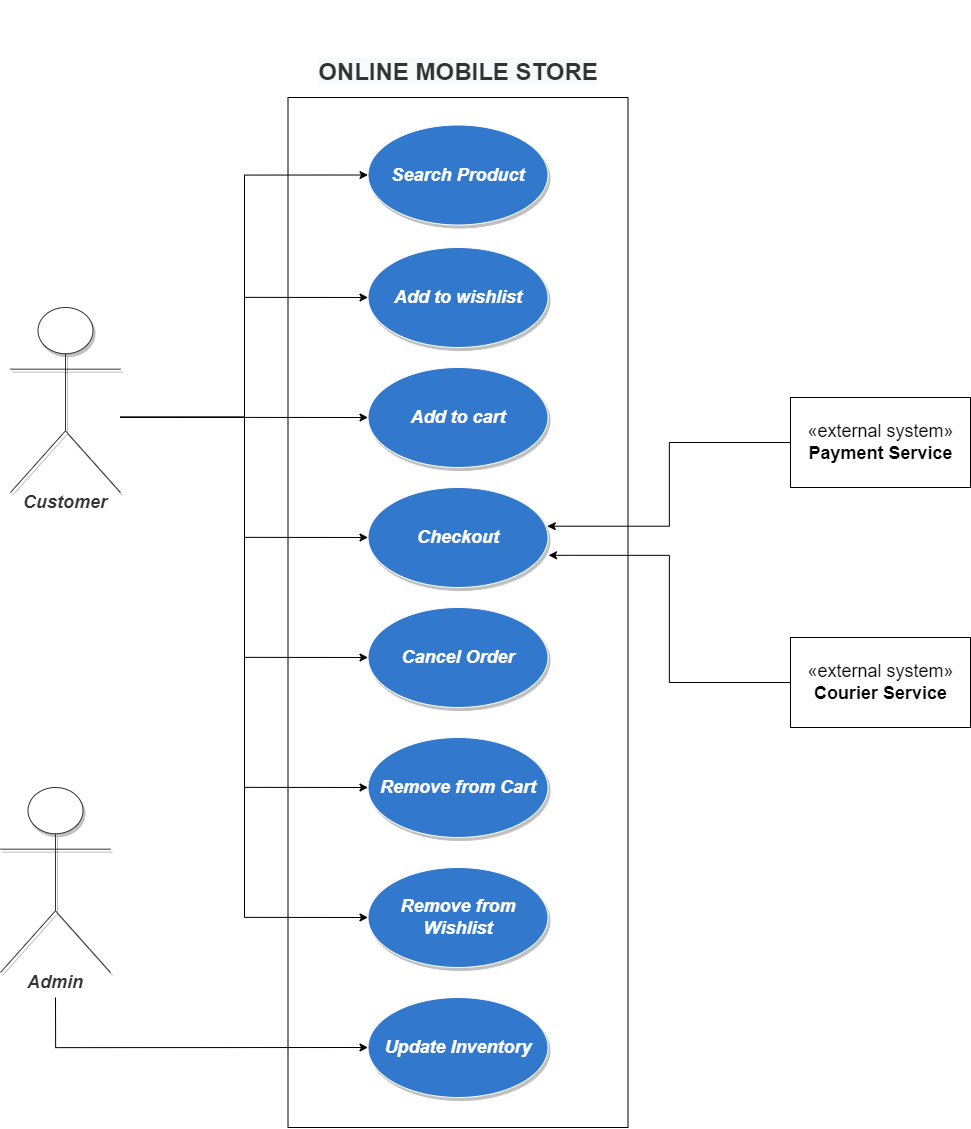 ONLINE MOBILE STORE
Search Product
Add to wishlist
Add to cart
Checkout
Cancel Order
Remove from Cart
Remove from
Wishlist
Update Inventory
Customer
Admin
«external system»
Payment Service
«external system»
Courier Service